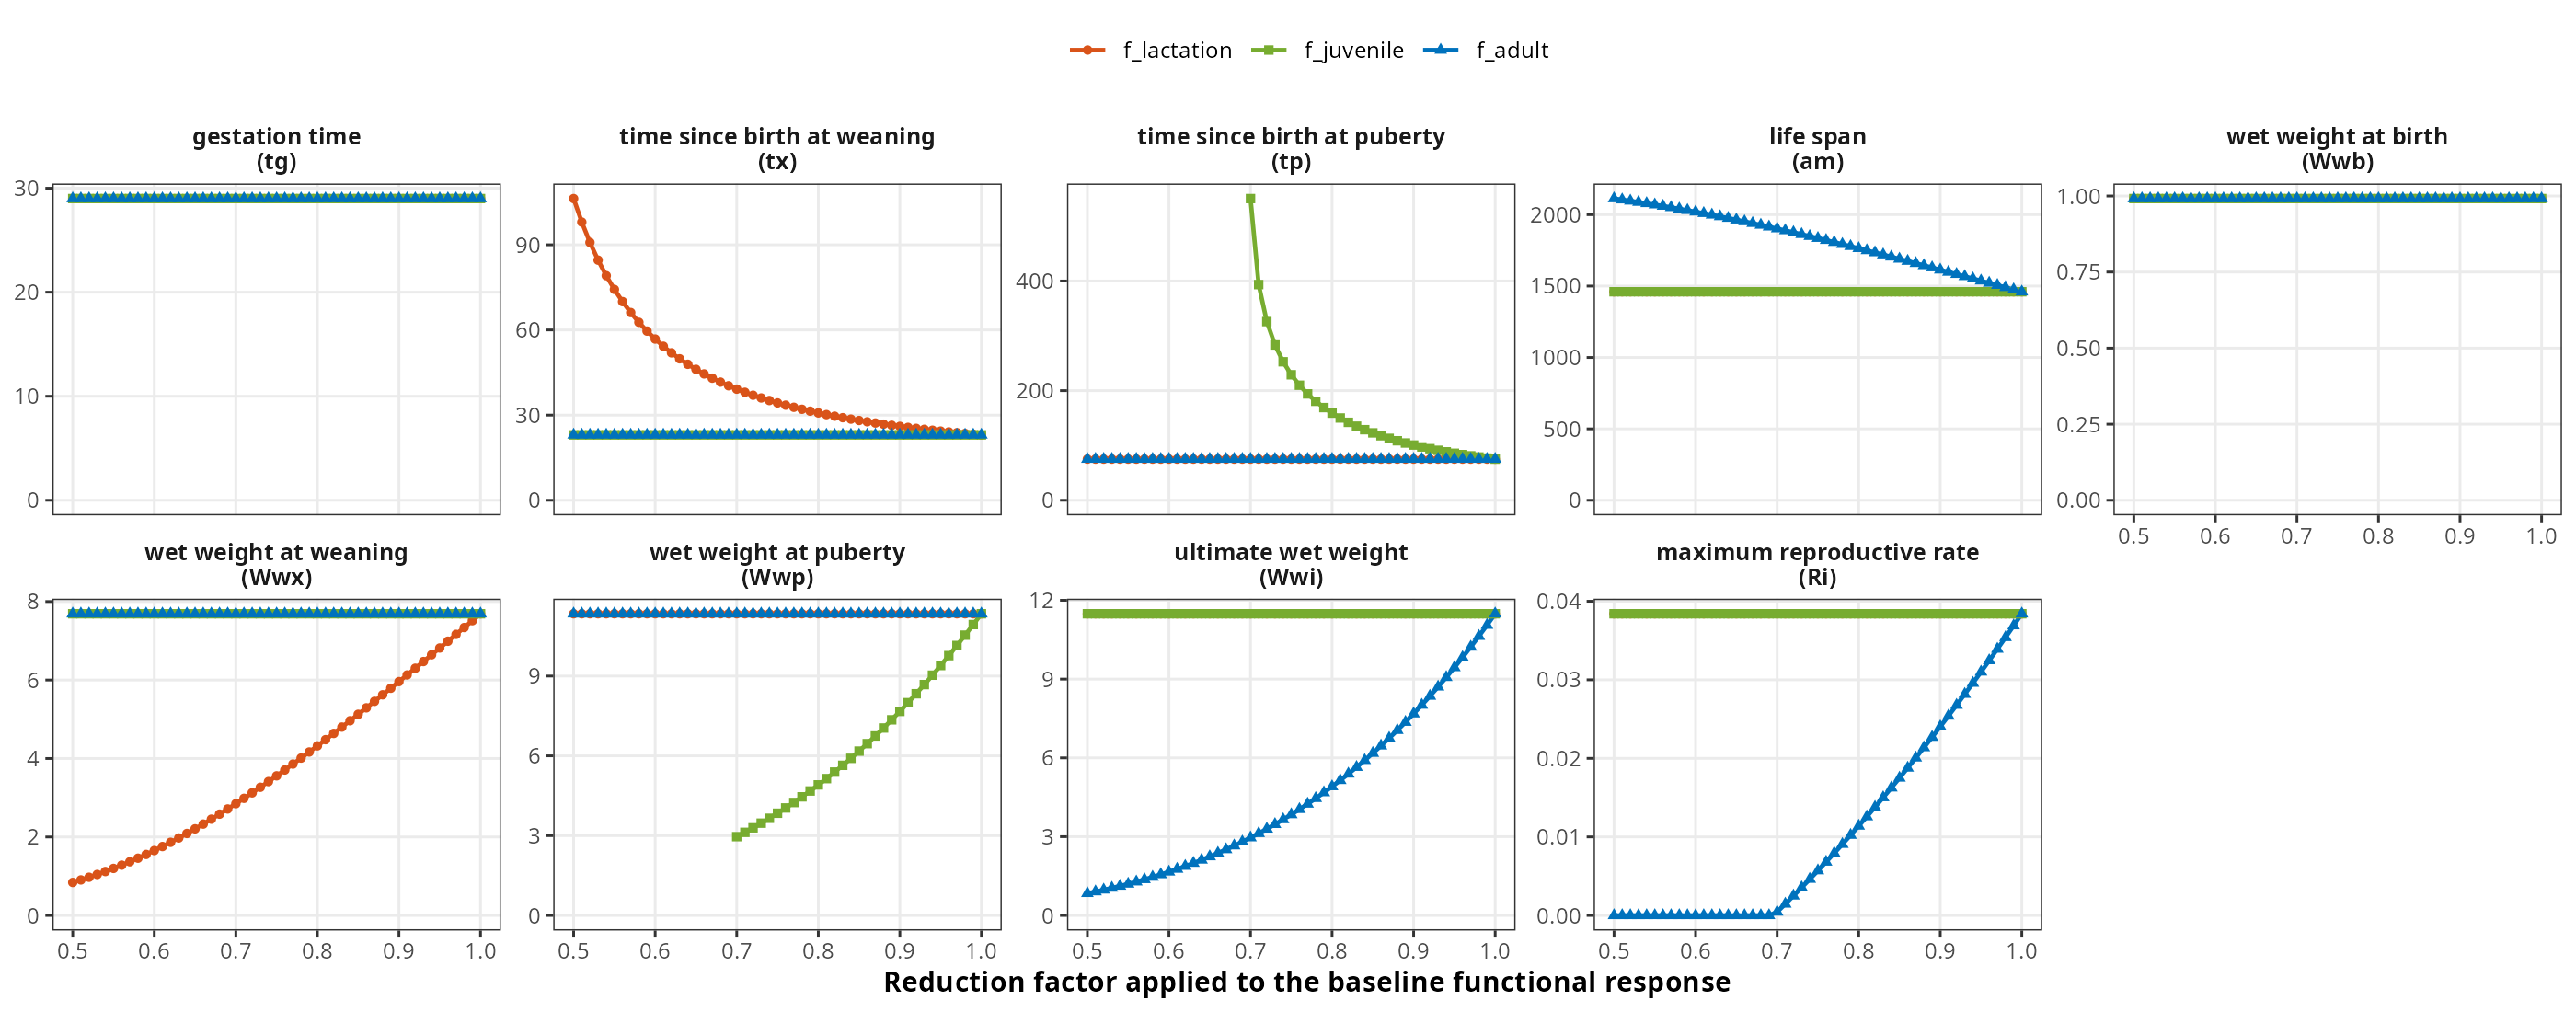 f_lactation f_juvenile f_adult
gestation time
(tg)
time since birth at weaning
(tx)
time since birth at puberty
(tp)
life span
(am)
wet weight at birth
(Wwb)
30
20
10
0
90
60
30
0
400
200
0
2000
1500
1000
500
0
1.00
0.75
0.50
0.25
0.00
0.5 0.6 0.7 0.8 0.9 1.0
wet weight at weaning
(Wwx)
wet weight at puberty
(Wwp)
ultimate wet weight
(Wwi)
maximum reproductive rate
(Ri)
8
6
4
2
0
9
6
3
0
12
9
6
3
0
0.04
0.03
0.02
0.01
0.00
0.5 0.6 0.7 0.8 0.9 1.0
0.5 0.6 0.7 0.8 0.9 1.0
0.5 0.6 0.7 0.8 0.9 1.0
0.5 0.6 0.7 0.8 0.9 1.0
Reduction factor applied to the baseline functional response